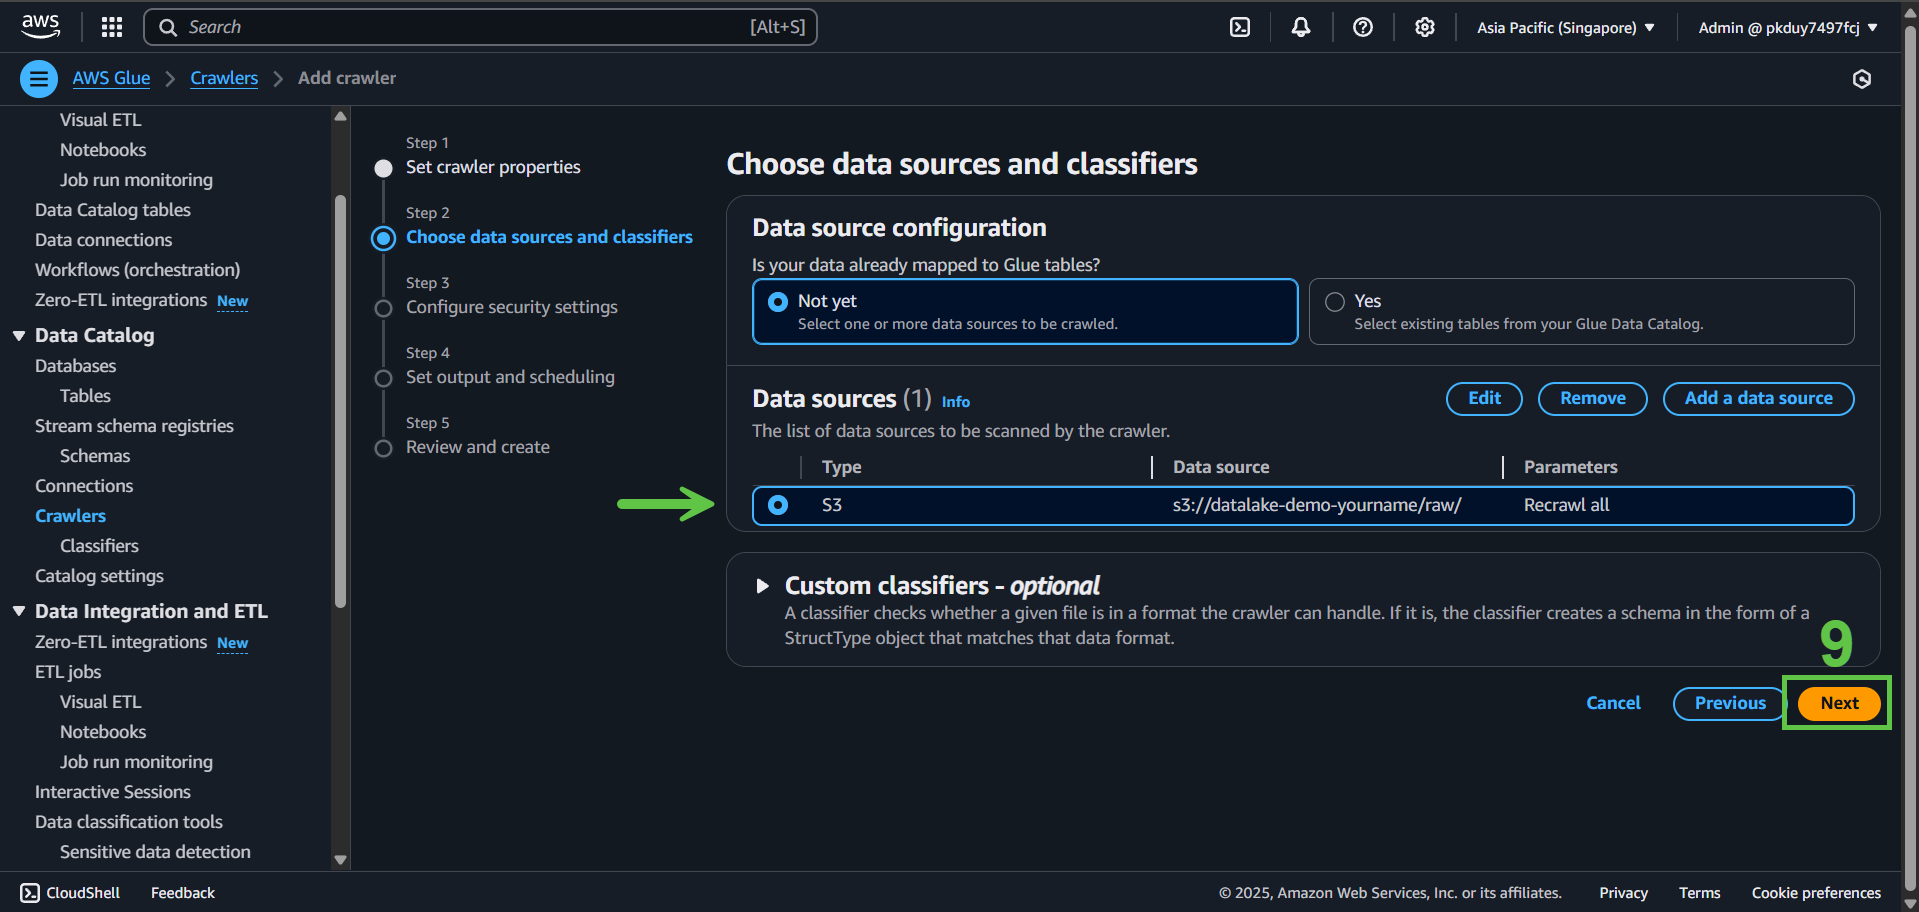 aws
Search
[Alt+S]
Asia Pacific (Singapore)
Admin @ pkduy7497fcj
AWS Glue
Crawlers
Add crawler
Visual ETL
Notebooks
Job run monitoring
Data Catalog tables
Data connections
Workflows (orchestration)
Zero-ETL integrations New
Data Catalog
Databases
Tables
Stream schema registries
Schemas
Connections
Crawlers
Classifiers
Catalog settings
Data Integration and ETL
Zero-ETL integrations New
ETL jobs
Visual ETL
Notebooks
Job run monitoring
Interactive Sessions
Data classification tools
Sensitive data detection
Step 1
Set crawler properties
Step 2
Choose data sources and classifiers
Step 3
Configure security settings
Step 4
Set output and scheduling
Step 5
Review and create
Choose data sources and classifiers
Data source configuration
Is your data already mapped to Glue tables?
Not yet
Select one or more data sources to be crawled.
Yes
Select existing tables from your Glue Data Catalog.
Data sources (1) Info
Edit
Remove
Add a data source
The list of data sources to be scanned by the crawler.
Type
Data source
Parameters
S3
s3://datalake-demo-yourname/raw/
Recrawl all
Custom classifiers - optional
A classifier checks whether a given file is in a format the crawler can handle. If it is, the classifier creates a schema in the form of a
StructType object that matches that data format.
9
Cancel
Previous
Next
CloudShell
Feedback
© 2025, Amazon Web Services, Inc. or its affiliates.
Privacy
Terms
Cookie preferences